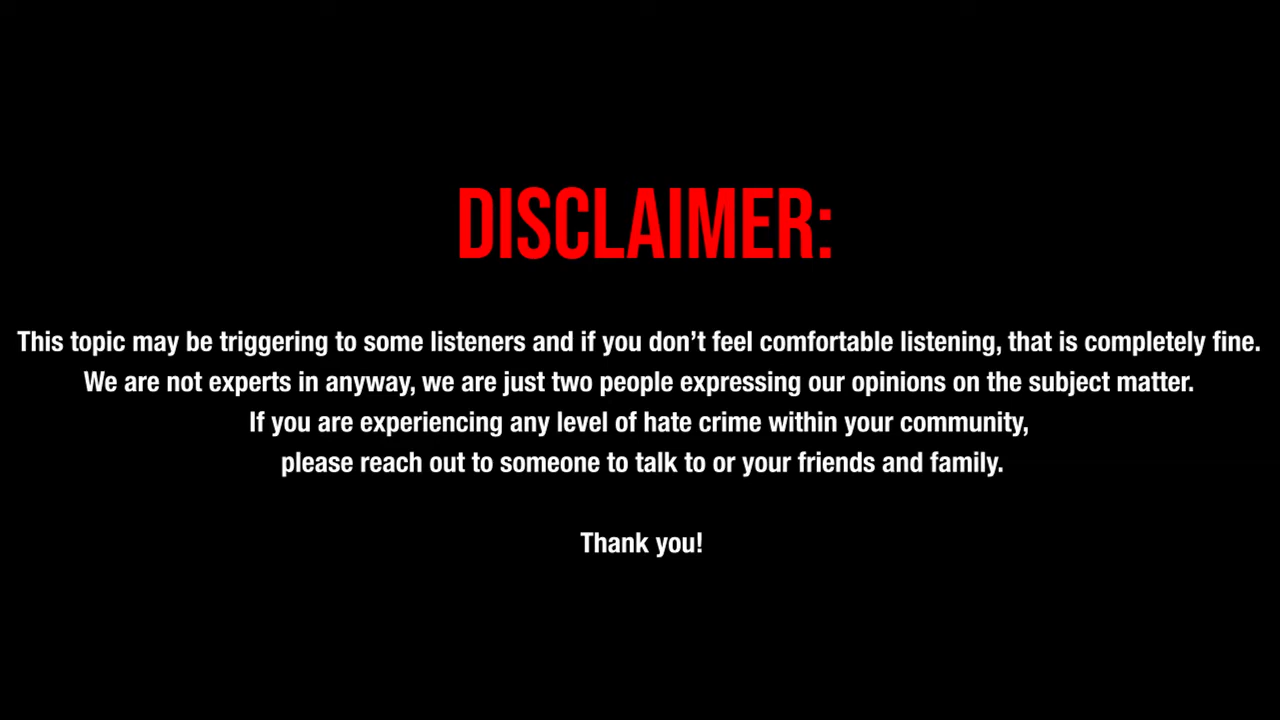 DISCLAIMER:
This topic may be triggering to some listeners and if you don’t feel comfortable listening, that is completely fine.
We are not experts in anyway, we are just two people expressing our opinions on the subject matter.
If you are experiencing any level of hate crime within your community,
please reach out to someone to talk to or your friends and family.
Thank you!